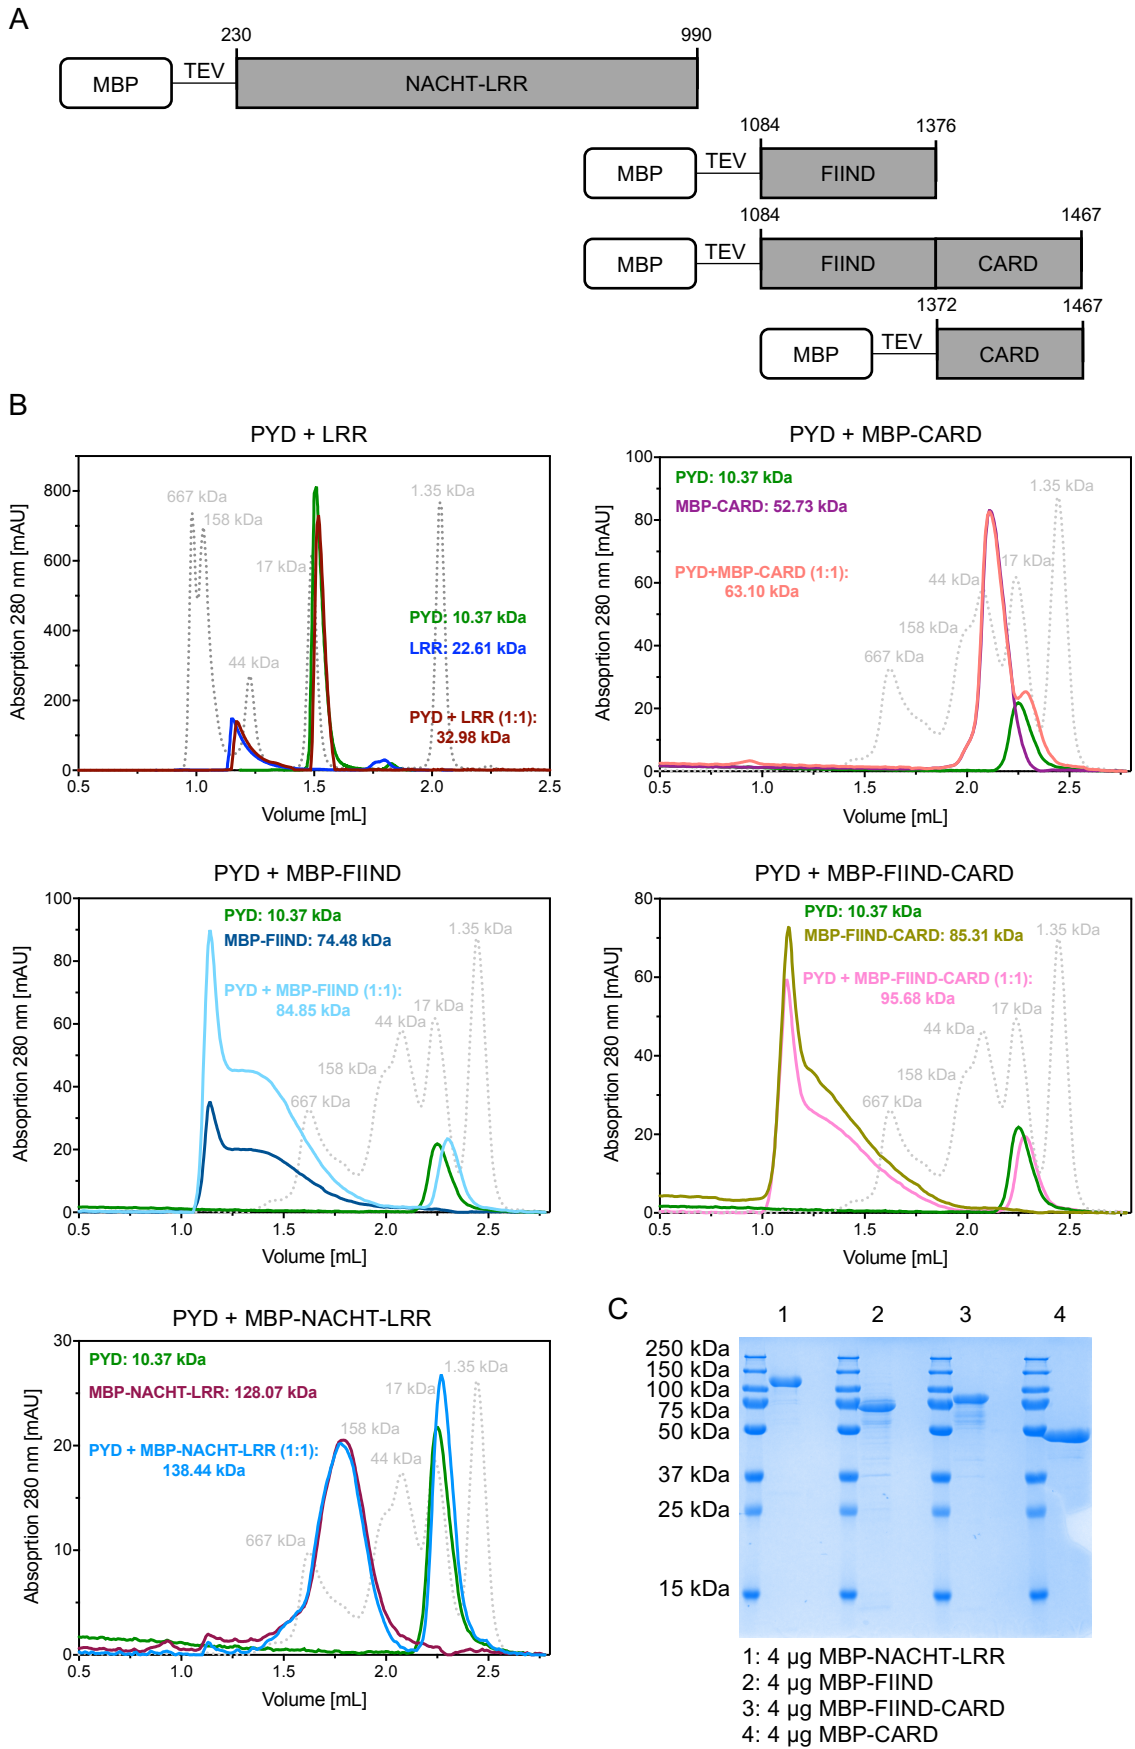 A
230
990
MBP
TEV
NACHT-LRR
1084
1376
MBP
TEV
FIIND
1084
1467
MBP
TEV
FIIND
CARD
1372
1467
MBP
TEV
CARD
B
PYD + LRR
Absorption 280 nm [mAU]
800
600
400
200
0
667 kDa
158 kDa
44 kDa
17 kDa
1.35 kDa
PYD: 10.37 kDa
LRR: 22.61 kDa
PYD + LRR (1:1):
32.98 kDa
1.0
1.5
2.0
2.5
Volume [mL]
PYD + MBP-CARD
Absoprtion 280 nm [mAU]
100
80
60
40
20
0
PYD: 10.37 kDa
MBP-CARD: 52.73 kDa
PYD+MBP-CARD (1:1):
63.10 kDa
667 kDa
158 kDa
44 kDa
17 kDa
1.35 kDa
0.5
1.0
1.5
2.0
2.5
Volume [mL]
PYD + MBP-FIIND
Absoprtion 280 nm [mAU]
100
80
60
40
20
0
PYD: 10.37 kDa
MBP-FIIND: 74.48 kDa
PYD + MBP-FIIND (1:1):
84.85 kDa
667 kDa
158 kDa
44 kDa
17 kDa
1.35 kDa
0.5
1.0
1.5
2.0
2.5
Volume [mL]
PYD + MBP-FIIND-CARD
Absoprtion 280 nm [mAU]
80
60
40
20
0
PYD: 10.37 kDa
MBP-FIIND-CARD: 85.31 kDa
PYD + MBP-FIIND-CARD (1:1):
95.68 kDa
667 kDa
158 kDa
44 kDa
17 kDa
1.35 kDa
0.5
1.0
1.5
2.0
2.5
Volume [mL]
PYD + MBP-NACHT-LRR
Absoprtion 280 nm [mAU]
30
20
10
0
PYD: 10.37 kDa
MBP-NACHT-LRR: 128.07 kDa
PYD + MBP-NACHT-LRR (1:1):
138.44 kDa
667 kDa
158 kDa
44 kDa
17 kDa
1.35 kDa
0.5
1.0
1.5
2.0
2.5
Volume [mL]
C
1 2 3 4
250 kDa
150 kDa
100 kDa
75 kDa
50 kDa
37 kDa
25 kDa
15 kDa
1: 4 µg MBP-NACHT-LRR
2: 4 µg MBP-FIIND
3: 4 µg MBP-FIIND-CARD
4: 4 µg MBP-CARD